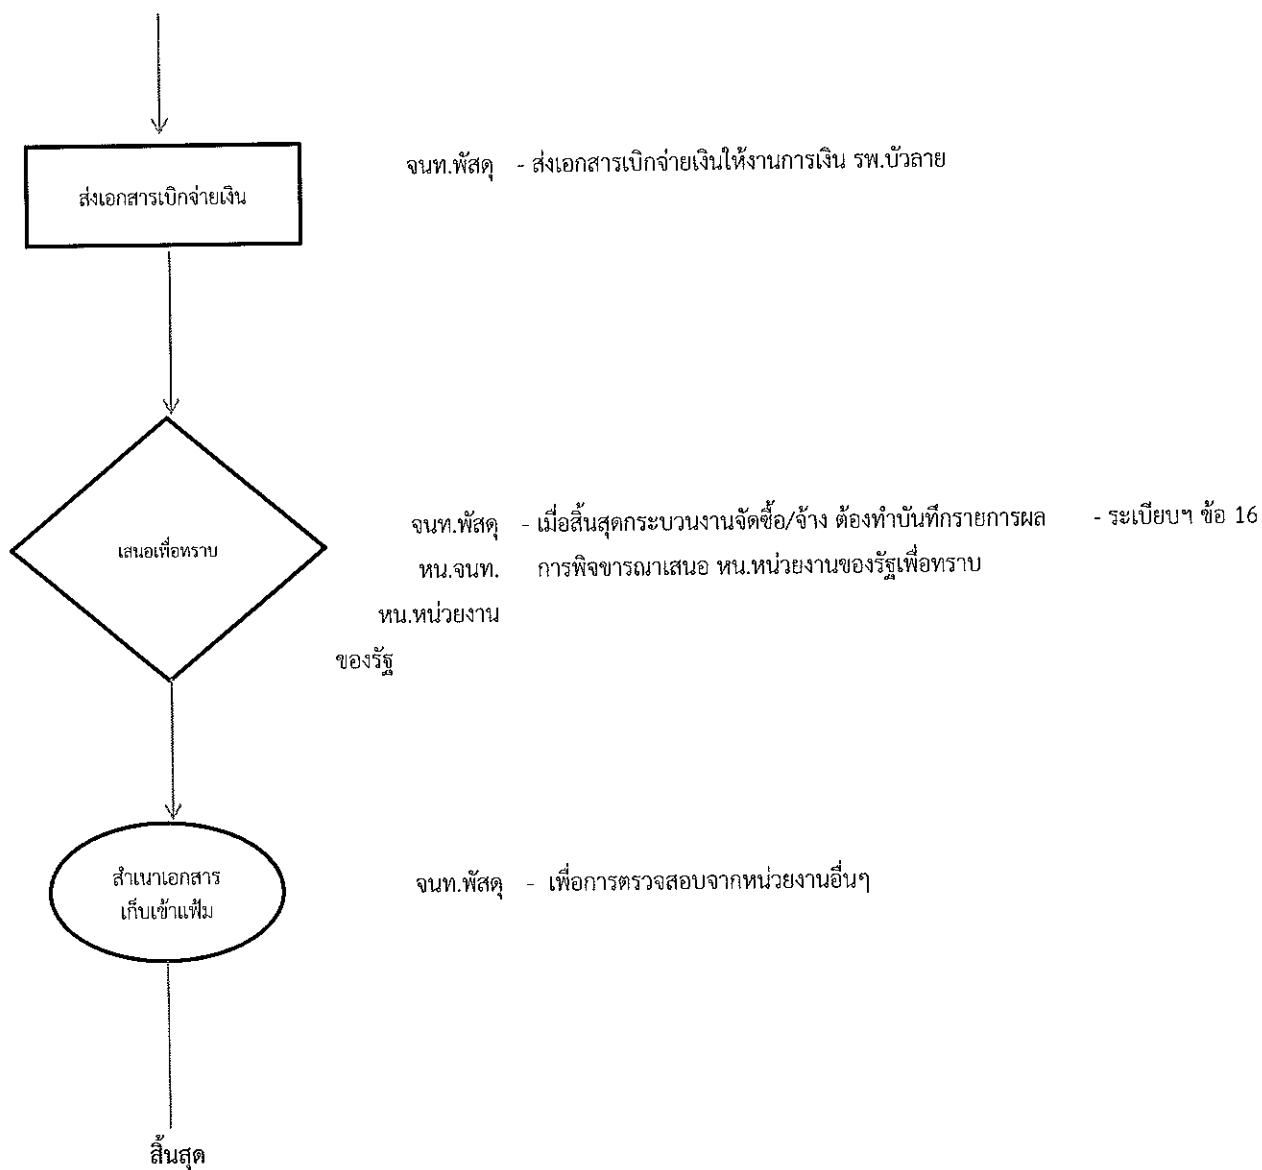 ส่งเอกสารเบิกจ่ายเงิน
จนท.พัสดุ - ส่งเอกสารเบิกจ่ายเงินให้งานการเงิน รพ.บัวลาย
เสนอเพื่อทราบ
จนท.พัสดุ - เมื่อสิ้นสุดกระบวนงานจัดซื้อ/จ้าง ต้องทำบันทึกรายการผล - ระเบียบฯ ข้อ 16
หน.จนท. การพิจขารณาเสนอ หน.หน่วยงานของรัฐเพื่อทราบ
หน.หน่วยงาน
ของรัฐ
สำเนาเอกสาร
เก็บเข้าแฟ้ม
จนท.พัสดุ - เพื่อการตรวจสอบจากหน่วยงานอื่นๆ
สิ้นสุด